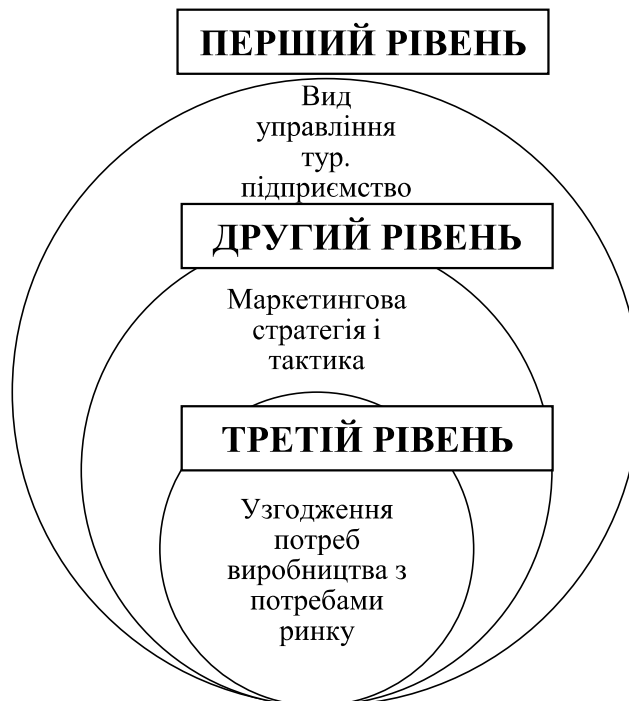 ПЕРШИЙ РІВЕНЬ
Вид
управління
тур.
підприємство
ДРУГИЙ РІВЕНЬ
Маркетингова
стратегія і
тактика
ТРЕТІЙ РІВЕНЬ
Узгодження
потреб
виробництва з
потребами
ринку